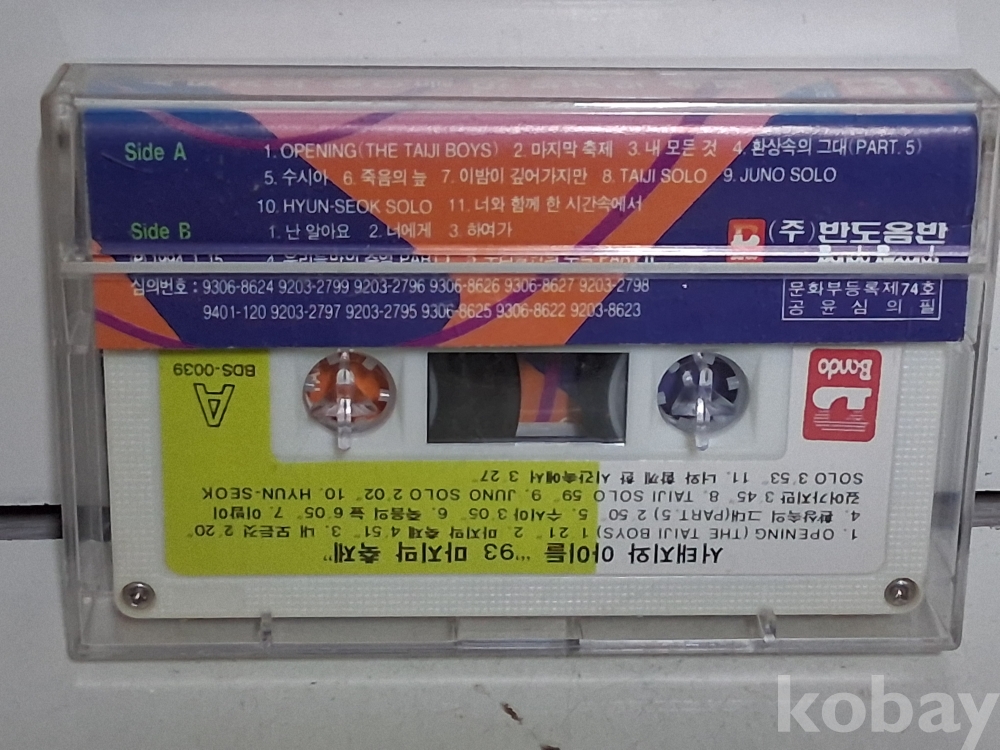 Side A 1. OPENING(THE TAIJI BOYS) 2. 마지막 축제 3. 내 모든 것 4. 환상속의 그대(PART. 5)
5. 수시아 6. 죽음의 늪 7. 이밤이 깊어가지만 8. TAIJI SOLO 9. JUNO SOLO
10. HYUN-SEOK SOLO 11. 너와 함께 한 시간속에서
Side B 1. 난 알아요 2. 너에게 3. 하여가
(주) 반도음반
심의번호 : 9306-8624 9203-2799 9203-2796 9306-8626 9306-8627 9203-2798
9401-120 9203-2797 9203-2795 9306-8625 9306-8622 9203-8623
문화부등록제74호
공 윤 심 의 필
BDS-0039
A
Bando
서태지와 아이들 "'93 마지막 축제"
1. OPENING (THE TAIJI BOYS) 1´21˝ 2. 마지막 축제 4´51˝ 3. 내 모든것 2´20˝
4. 환상속의 그대(PART. 5) 2´50˝ 5. 수시아 3´05˝ 6. 죽음의 늪 6´05˝ 7. 이밤이
깊어가지만 3´45˝ 8. TAIJI SOLO 59˝ 9. JUNO SOLO 2´02˝ 10. HYUN-SEOK
SOLO 3´53˝ 11. 너와 함께 한 시간속에서 3´27˝
kobay